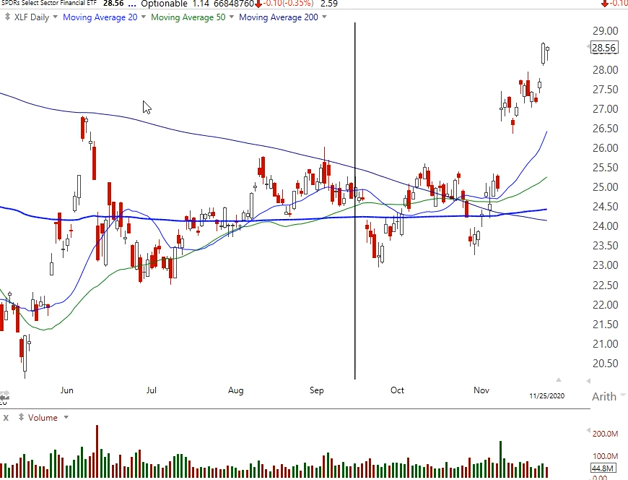 SPDRs Select Sector Financial ETF 28.56 ... Optionable 1.14 66848760 -0.10(-0.35%) 2.59 -0.10
XLF Daily Moving Average 20 Moving Average 50 Moving Average 200
29.00
28.56
28.00
27.50
27.00
26.50
26.00
25.50
25.00
24.50
24.00
23.50
23.00
22.50
22.00
21.50
21.00
20.50
Jun Jul Aug Sep Oct Nov
11/25/2020
Arith
20
X Volume
200.0M
100.0M
44.8M
0.00